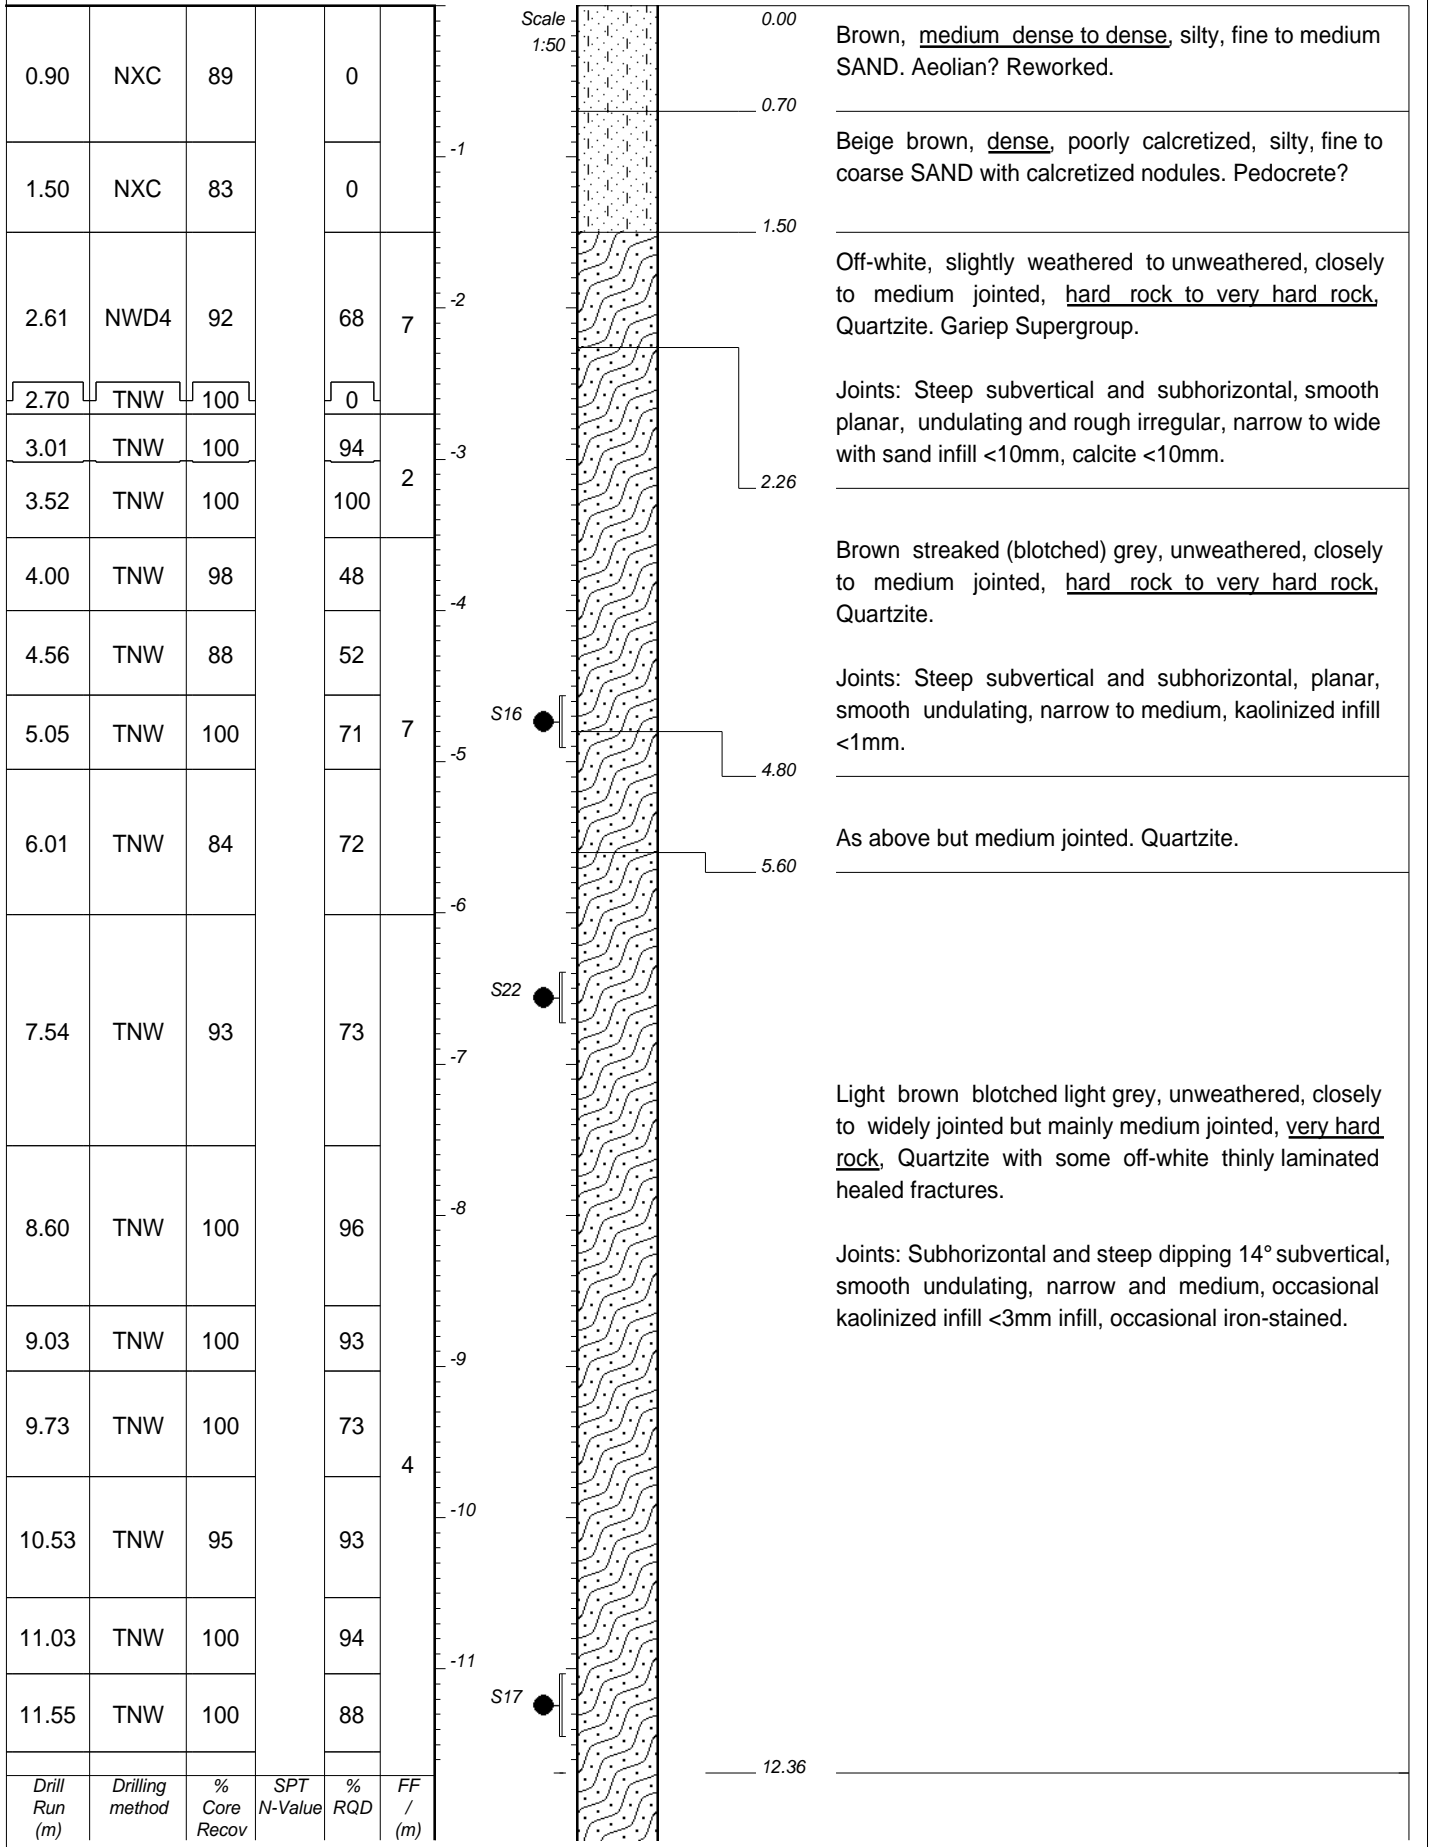 Scale
1:50
0.90 NXC 89 0
1.50 NXC 83 0
2.61 NWD4 92 68 7
2.70 TNW 100 0
3.01 TNW 100 94
2
3.52 TNW 100 100
4.00 TNW 98 48
4.56 TNW 88 52
5.05 TNW 100 71 7
6.01 TNW 84 72
7.54 TNW 93 73
8.60 TNW 100 96
9.03 TNW 100 93
9.73 TNW 100 73
4
10.53 TNW 95 93
11.03 TNW 100 94
11.55 TNW 100 88
Drill Drilling % SPT % FF
Run method Core N-Value RQD /
(m) Recov (m)
-1
-2
-3
-4
-5
-6
-7
-8
-9
-10
-11
S16
S22
S17
0.00
Brown, medium dense to dense, silty, fine to medium
SAND. Aeolian? Reworked.
0.70
Beige brown, dense, poorly calcretized, silty, fine to
coarse SAND with calcretized nodules. Pedocrete?
1.50
Off-white, slightly weathered to unweathered, closely
to medium jointed, hard rock to very hard rock,
Quartzite. Gariep Supergroup.
Joints: Steep subvertical and subhorizontal, smooth
planar, undulating and rough irregular, narrow to wide
with sand infill <10mm, calcite <10mm.
2.26
Brown streaked (blotched) grey, unweathered, closely
to medium jointed, hard rock to very hard rock,
Quartzite.
Joints: Steep subvertical and subhorizontal, planar,
smooth undulating, narrow to medium, kaolinized infill
<1mm.
4.80
As above but medium jointed. Quartzite.
5.60
Light brown blotched light grey, unweathered, closely
to widely jointed but mainly medium jointed, very hard
rock, Quartzite with some off-white thinly laminated
healed fractures.
Joints: Subhorizontal and steep dipping 14° subvertical,
smooth undulating, narrow and medium, occasional
kaolinized infill <3mm infill, occasional iron-stained.
12.36